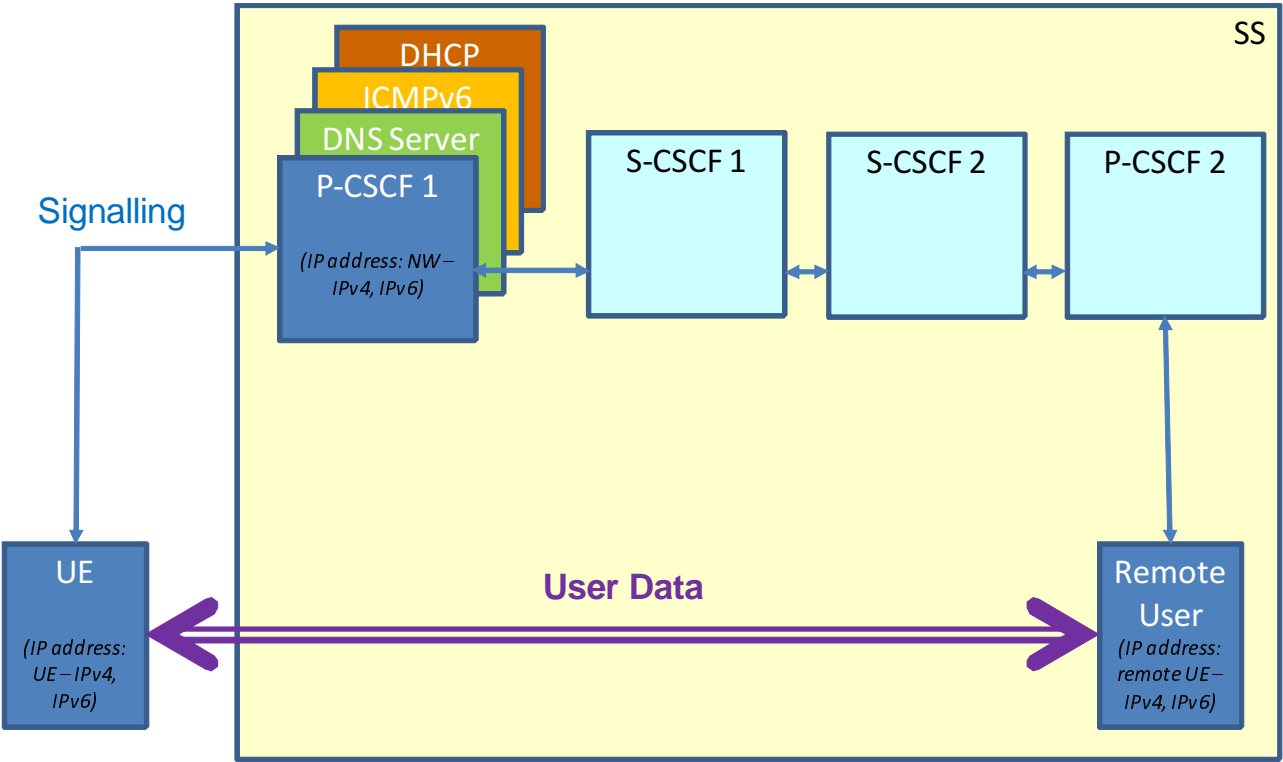 SS
DHCP
ICMPv6
DNS Server
P-CSCF 1
(IP address: NW–
IPv4, IPv6)
S-CSCF 1
S-CSCF 2
P-CSCF 2
Signalling
UE
(IP address:
UE–IPv4,
IPv6)
User Data
Remote
User
(IP address:
remote UE–
IPv4, IPv6)